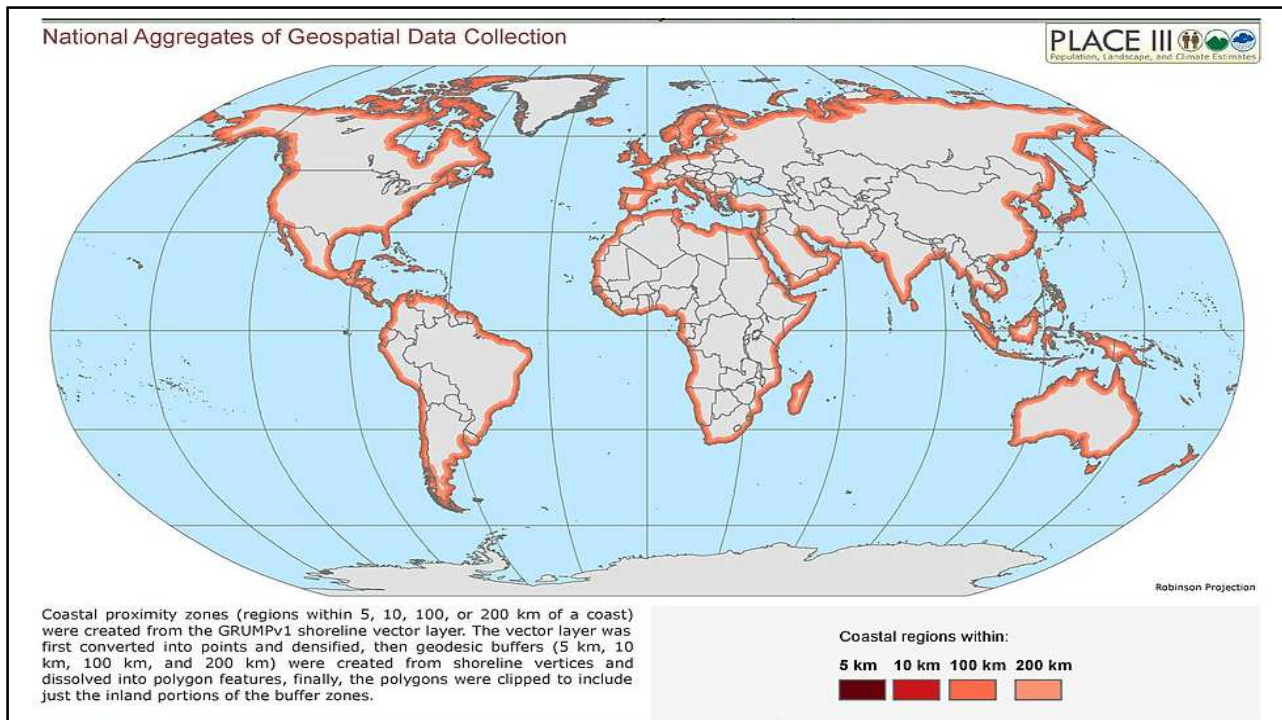 National Aggregates of Geospatial Data Collection
PLACE III
Population, Landscape, and Climate Estimates
Robinson Projection
Coastal proximity zones (regions within 5, 10, 100, or 200 km of a coast)
were created from the GRUMPv1 shoreline vector layer. The vector layer was
first converted into points and densified, then geodesic buffers (5 km, 10
km, 100 km, and 200 km) were created from shoreline vertices and
dissolved into polygon features, finally, the polygons were clipped to include
just the inland portions of the buffer zones.
Coastal regions within:
5 km 10 km 100 km 200 km